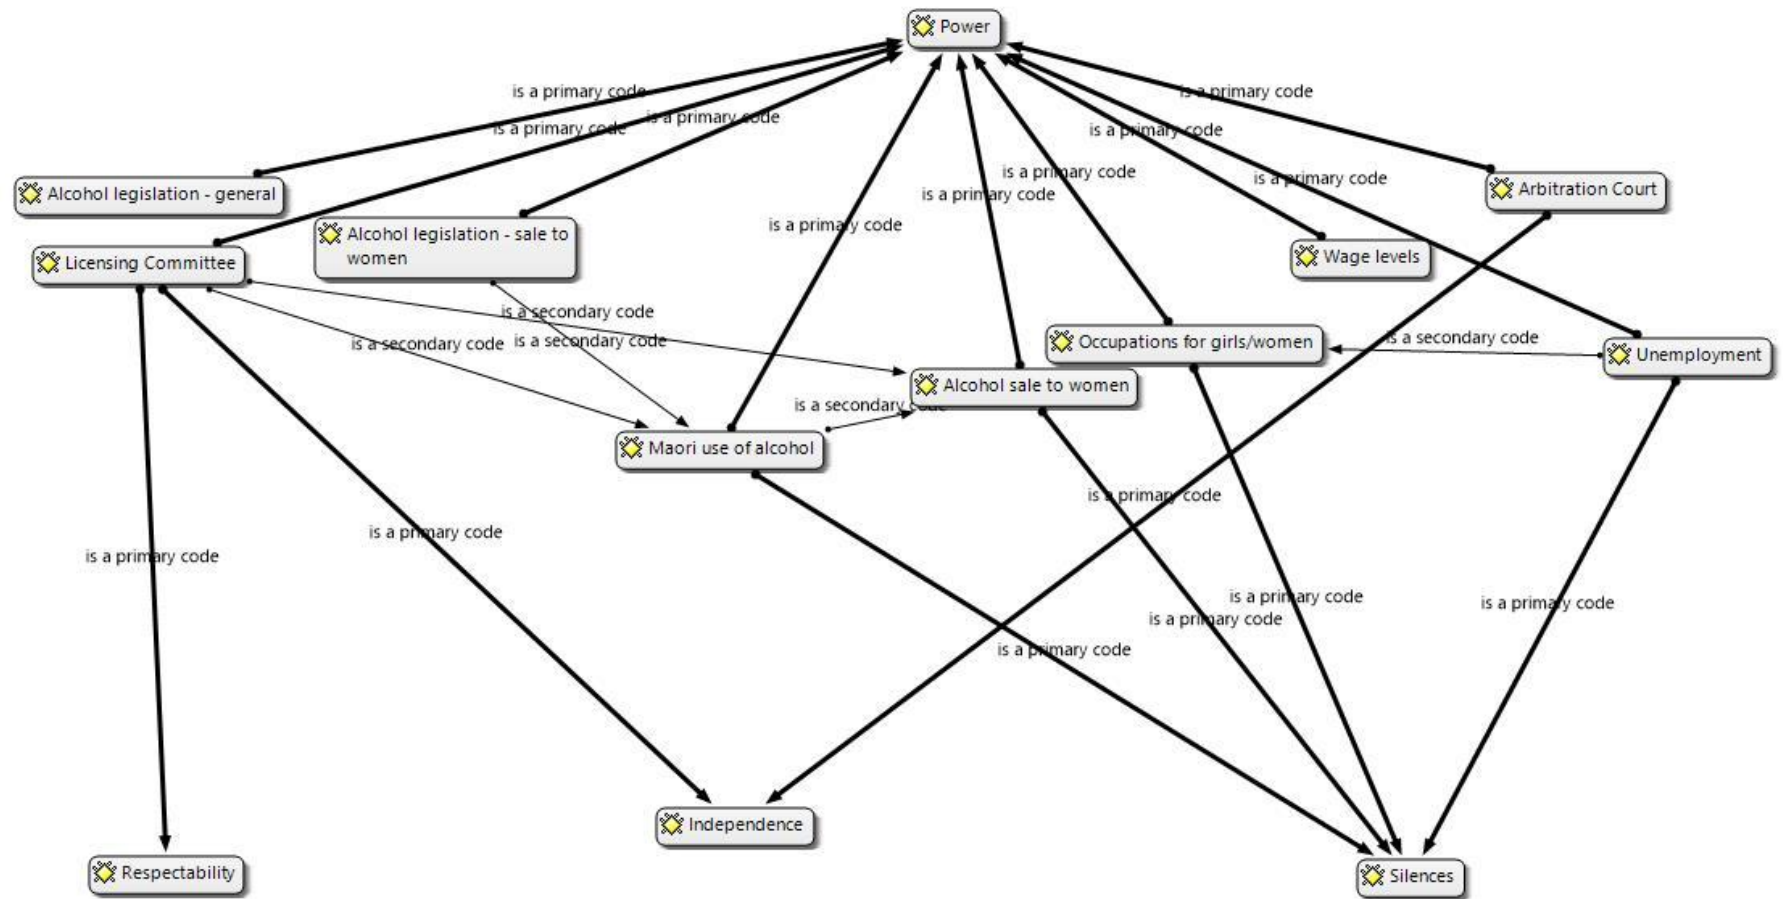 Power
is a primary code
is a primary code
is a primary code
is a primary code
is a primary code
is a primary code
is a primary code
is a primary code
is a primary code
Alcohol legislation - general
Arbitration Court
is a primary code
Alcohol legislation - sale to
women
Licensing Committee
Wage levels
is a secondary code
is a secondary code
is a secondary code
Occupations for girls/women
is a secondary code
Unemployment
Alcohol sale to women
is a secondary code
Maori use of alcohol
is a primary code
is a primary code
is a primary code
is a primary code
is a primary code
is a primary code
is a primary code
Independence
Respectability
Silences